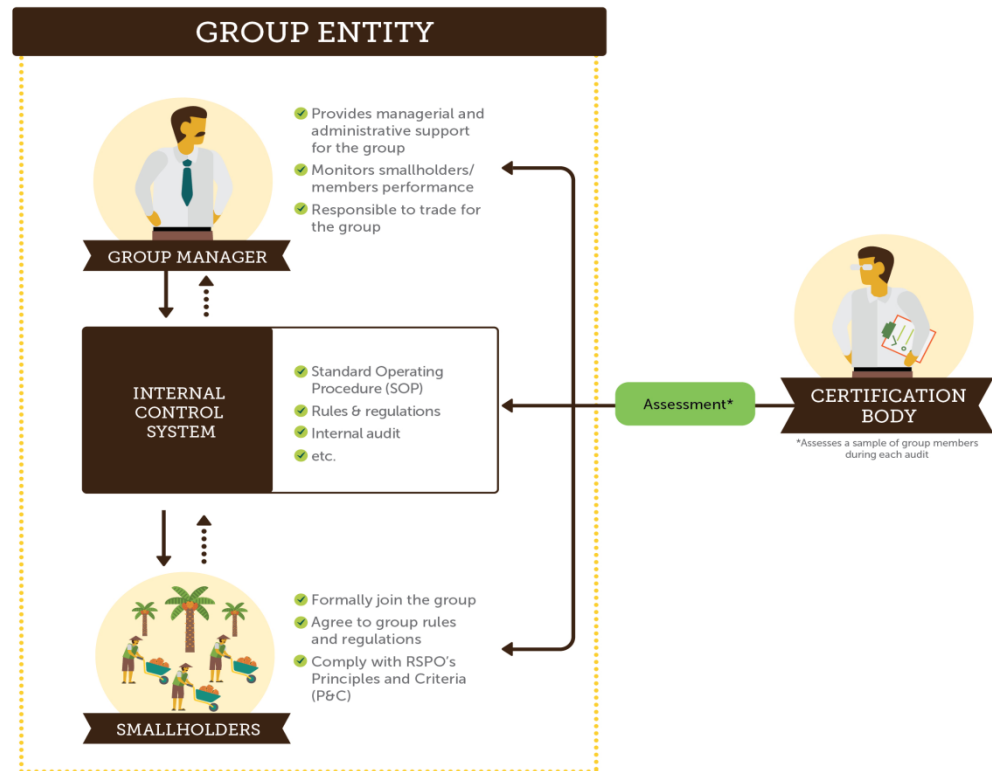 GROUP ENTITY
Provides managerial and
administrative support
for the group
Monitors smallholders/
members performance
Responsible to trade for
the group
GROUP MANAGER
INTERNAL
CONTROL
SYSTEM
Standard Operating
Procedure (SOP)
Rules & regulations
Internal audit
etc.
Assessment*
CERTIFICATION
BODY
*Assesses a sample of group members
during each audit
Formally join the group
Agree to group rules
and regulations
Comply with RSPO's
Principles and Criteria
(P&C)
SMALLHOLDERS